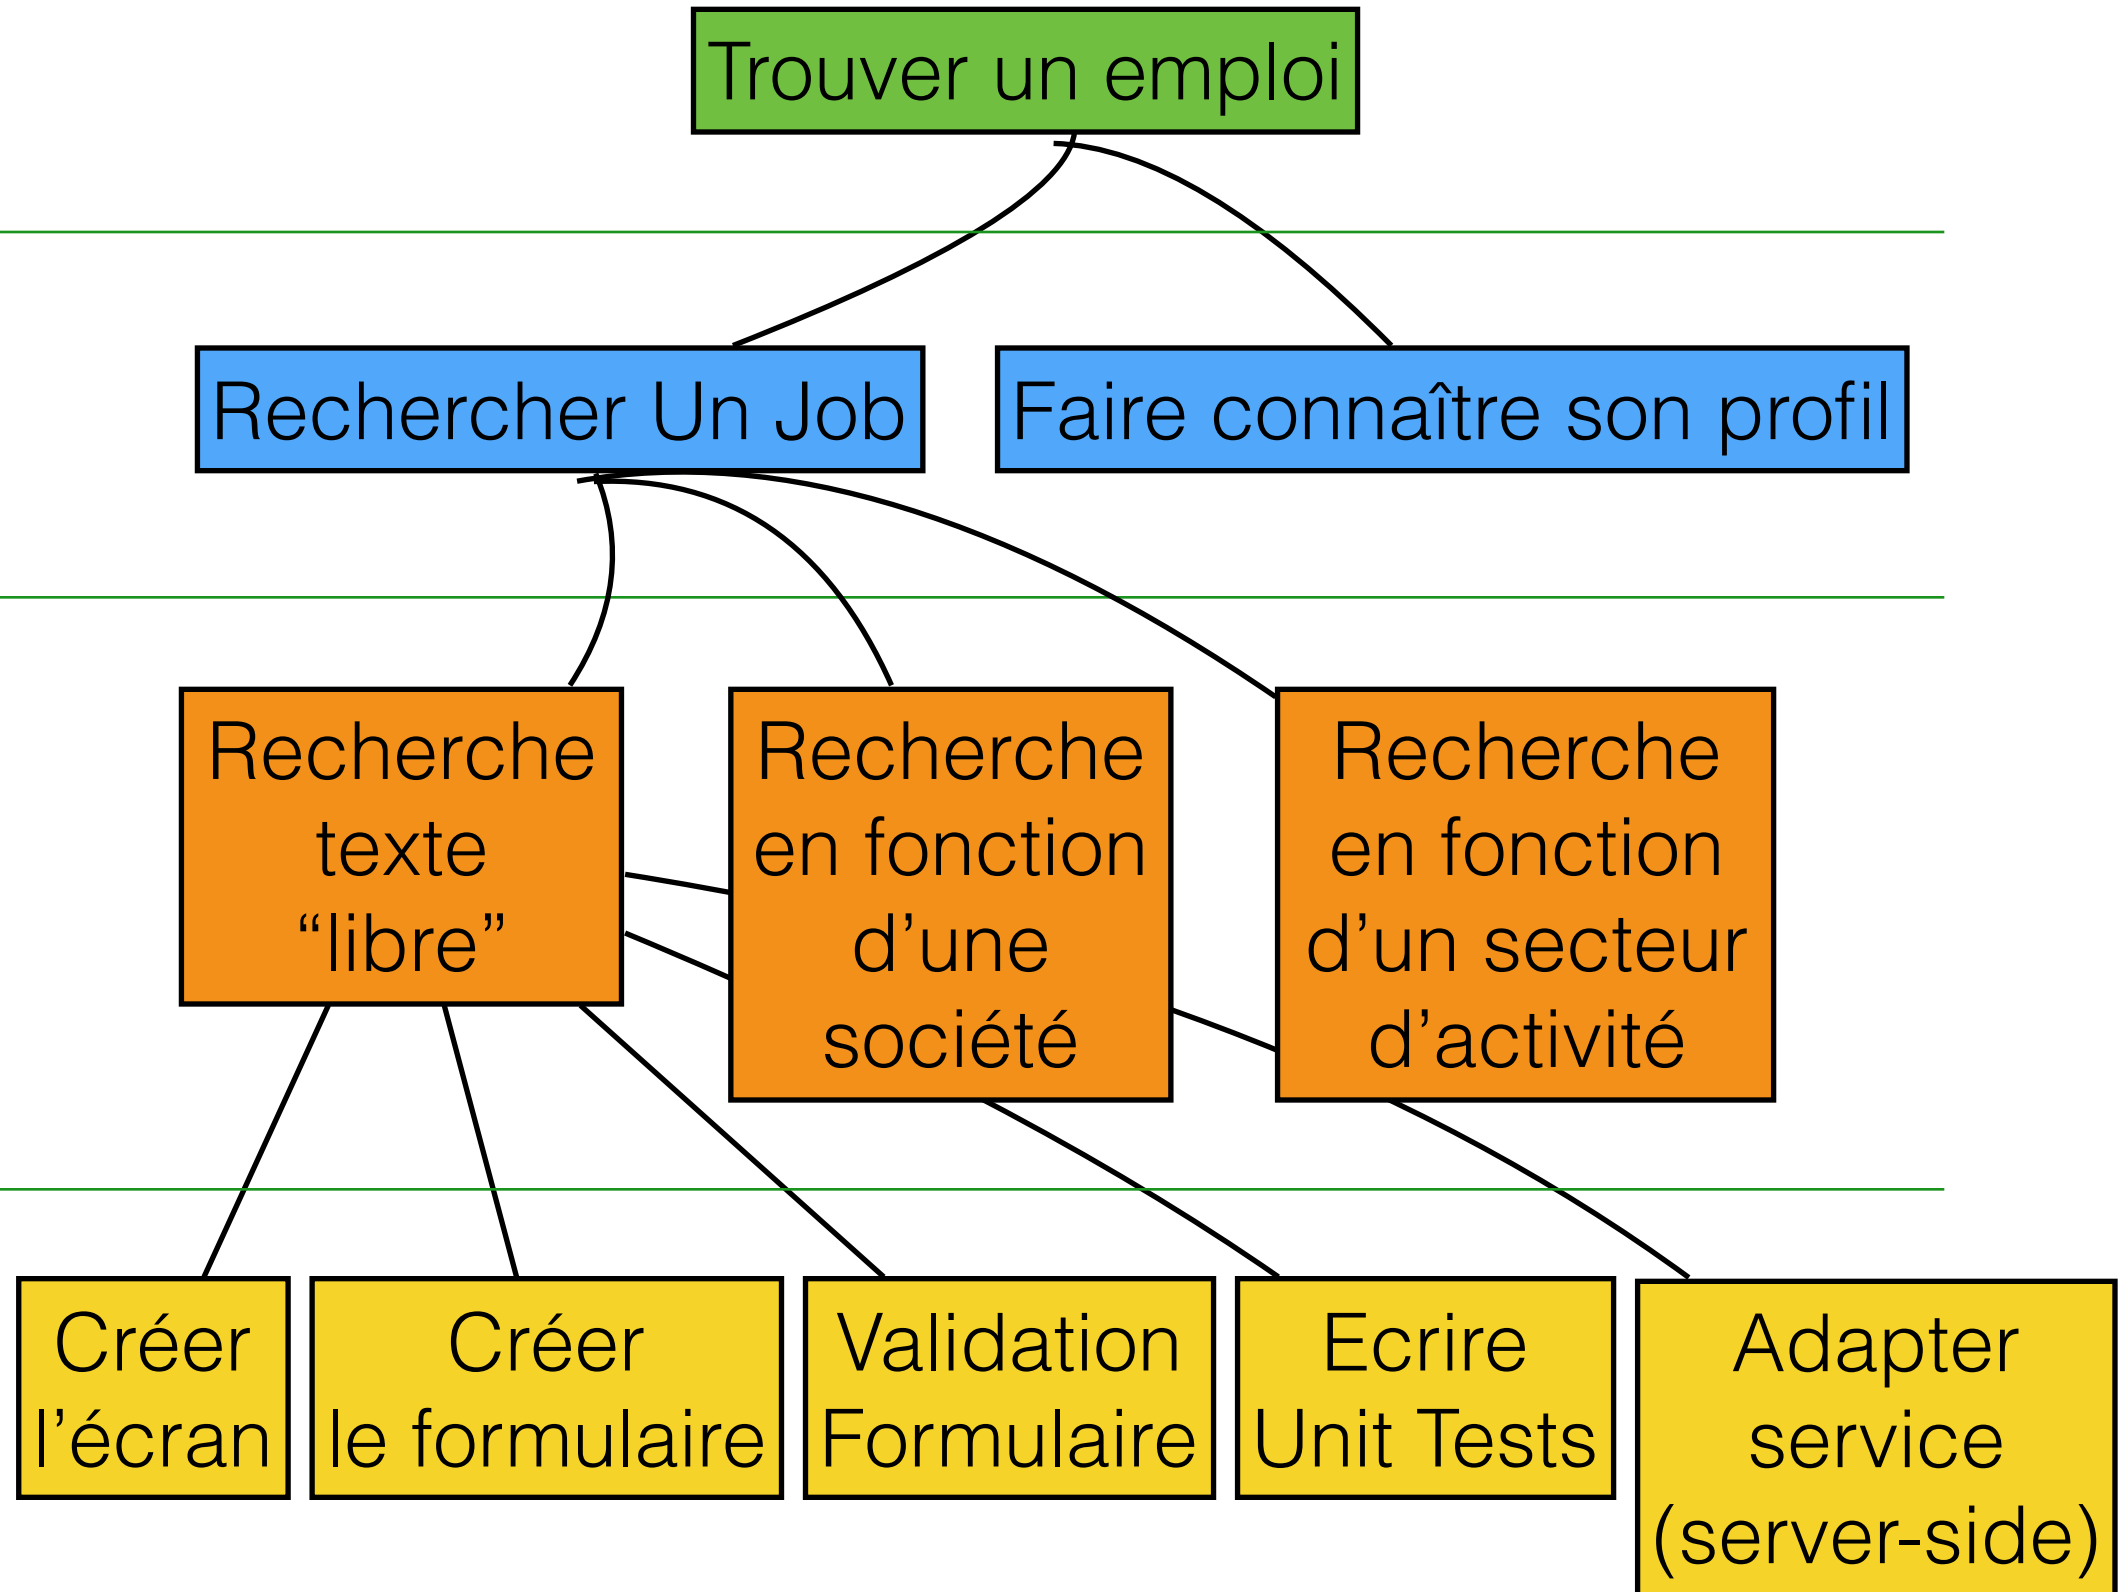 Trouver un emploi
Rechercher Un Job
Faire connaître son profil
Recherche
texte
“libre”
Recherche
en fonction
d’une
société
Recherche
en fonction
d’un secteur
d’activité
Créer
l’écran
Créer
le formulaire
Validation
Formulaire
Ecrire
Unit Tests
Adapter
service
(server-side)